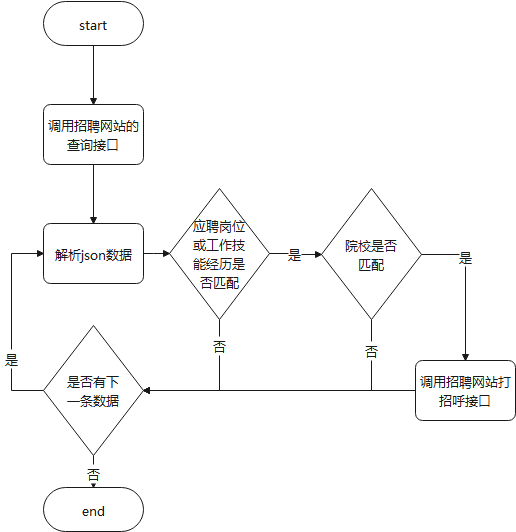 start
调用招聘网站的
查询接口
解析json数据
应聘岗位
或工作技
能经历是
否匹配
是
院校是否
匹配
是
否
否
是
是否有下
一条数据
调用招聘网站打
招呼接口
否
end